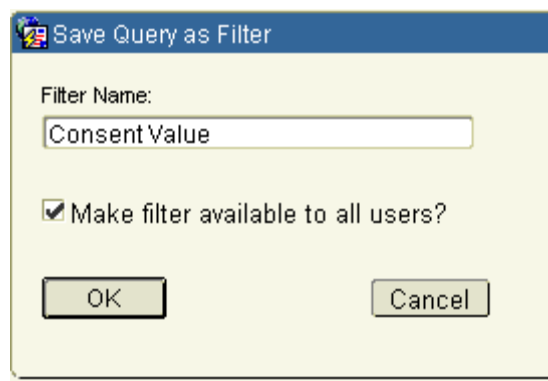 Save Query as Filter
Filter Name:
Consent Value
Make filter available to all users?
OK Cancel